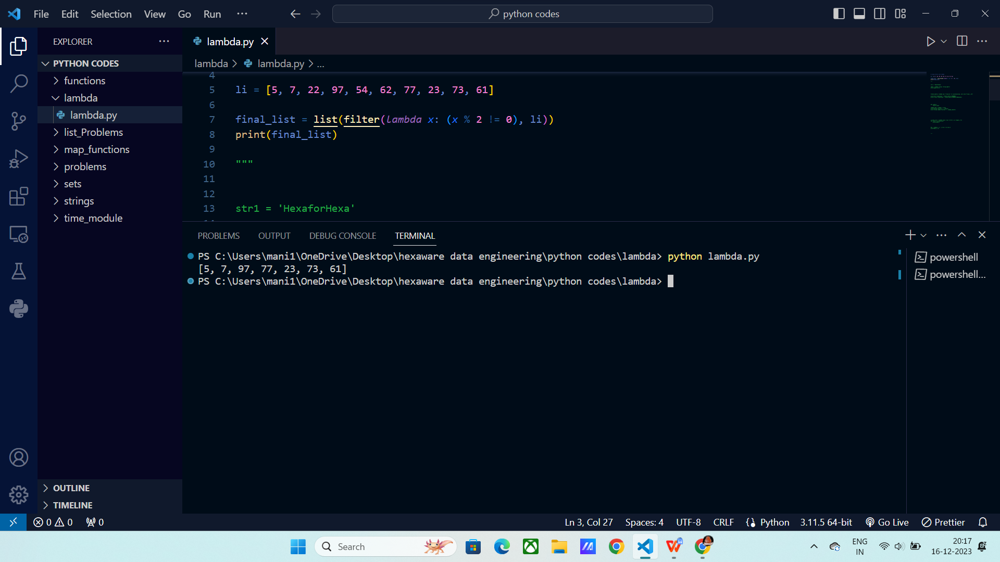 File Edit Selection View Go Run ...
python codes
EXPLORER
PYTHON CODES
functions
lambda
lambda.py
list_Problems
map_functions
problems
sets
strings
time_module
OUTLINE
TIMELINE
lambda.py
lambda > lambda.py > ...
4
5 li = [5, 7, 22, 97, 54, 62, 77, 23, 73, 61]
6
7 final_list = list(filter(lambda x: (x % 2 != 0), li))
8 print(final_list)
9
10 """
11
12
13 str1 = 'HexaforHexa'
PROBLEMS OUTPUT DEBUG CONSOLE TERMINAL
PS C:\Users\mani1\OneDrive\Desktop\hexaware data engineering\python codes\lambda> python lambda.py
[5, 7, 97, 77, 23, 73, 61]
PS C:\Users\mani1\OneDrive\Desktop\hexaware data engineering\python codes\lambda>
powershell
powershell...
0 0 0 Ln 3, Col 27 Spaces: 4 UTF-8 CRLF Python 3.11.5 64-bit Go Live Prettier
Search
ENG
IN
20:17
16-12-2023